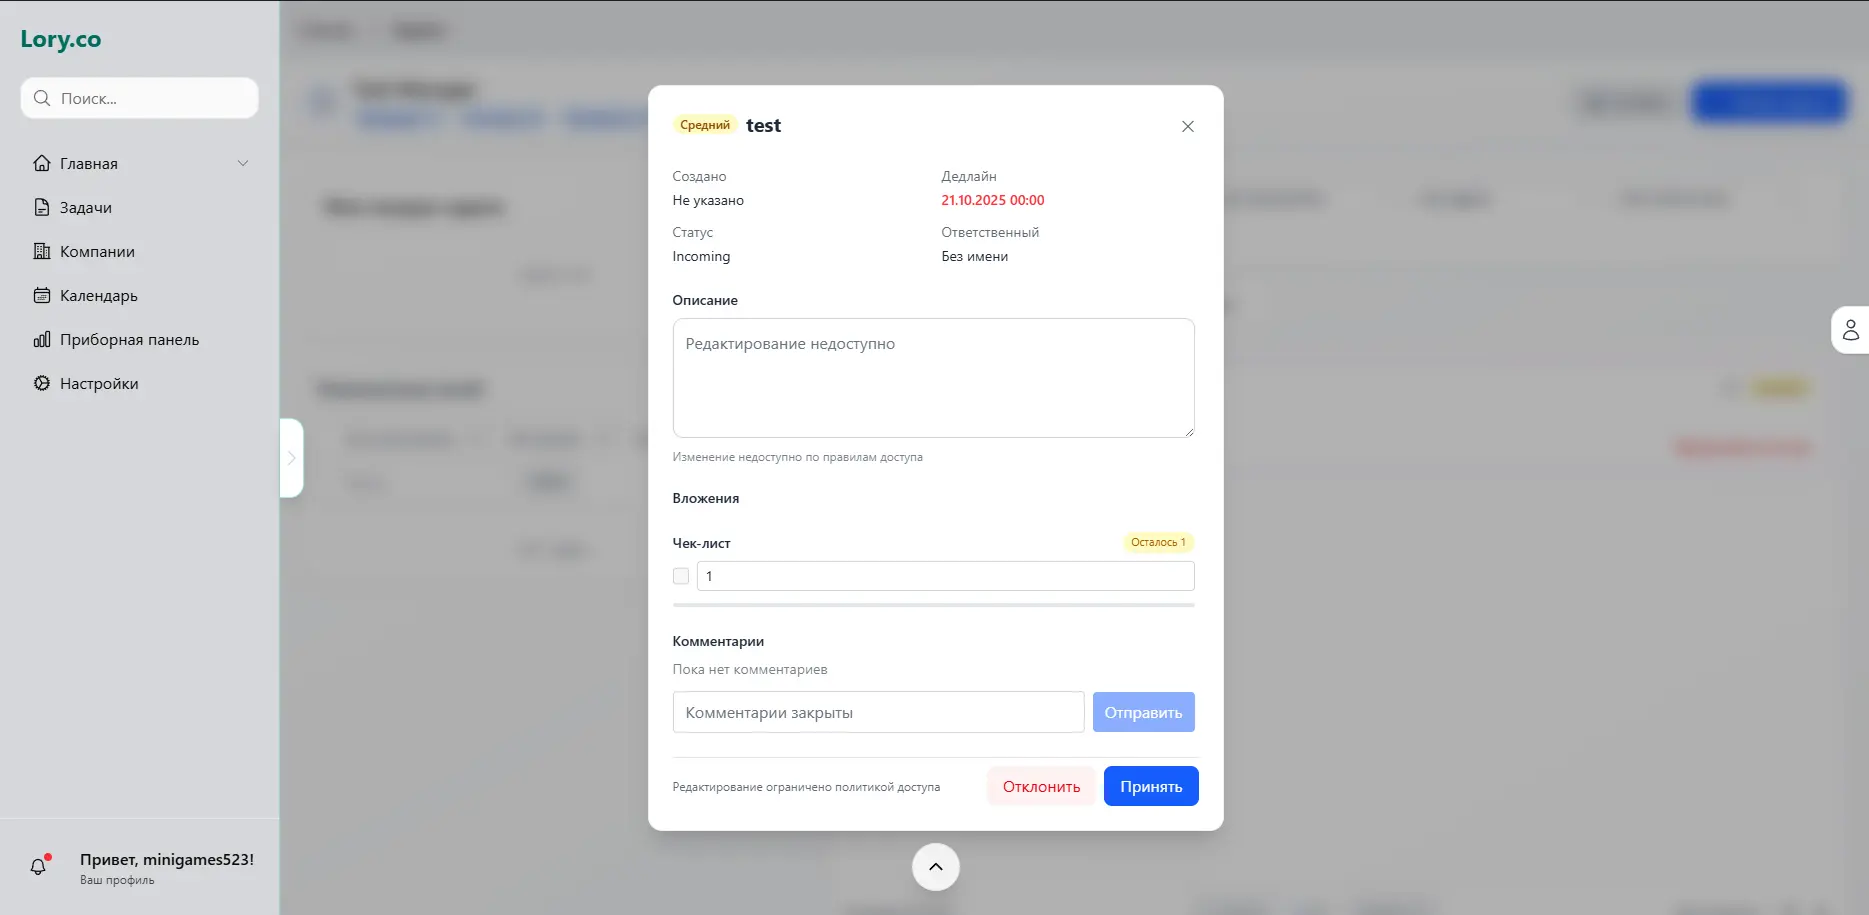 Lory.co
Поиск...
Главная
Задачи
Компании
Календарь
Приборная панель
Настройки
Привет, minigames523!
Ваш профиль
Средний test
Создано
Не указано
Дедлайн
21.10.2025 00:00
Статус
Incoming
Ответственный
Без имени
Описание
Редактирование недоступно
Изменение недоступно по правилам доступа
Вложения
Чек-лист
Осталось 1
1
Комментарии
Пока нет комментариев
Комментарии закрыты
Отправить
Редактирование ограничено политикой доступа
Отклонить
Принять